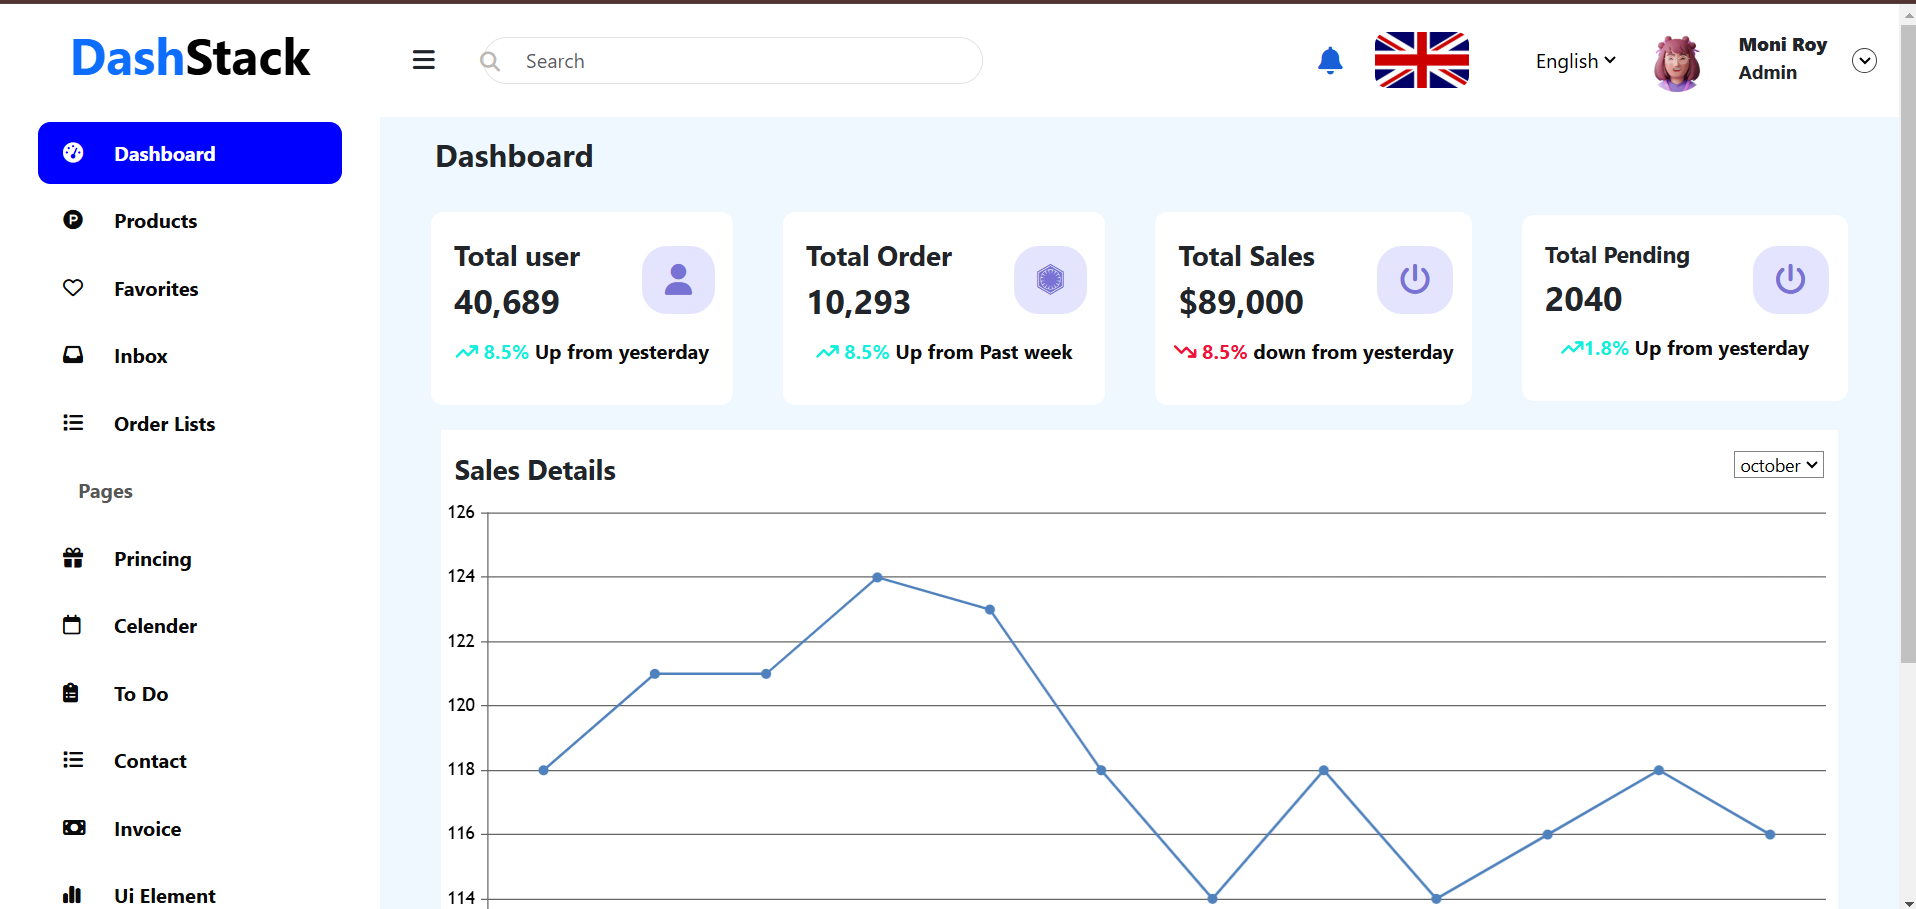 DashStack
Search
English
Moni Roy
Admin
Dashboard
Products
Favorites
Inbox
Order Lists
Pages
Princing
Celender
To Do
Contact
Invoice
Ui Element
Dashboard
Total user
40,689
8.5% Up from yesterday
Total Order
10,293
8.5% Up from Past week
Total Sales
$89,000
8.5% down from yesterday
Total Pending
2040
1.8% Up from yesterday
Sales Details
october
126
124
122
120
118
116
114